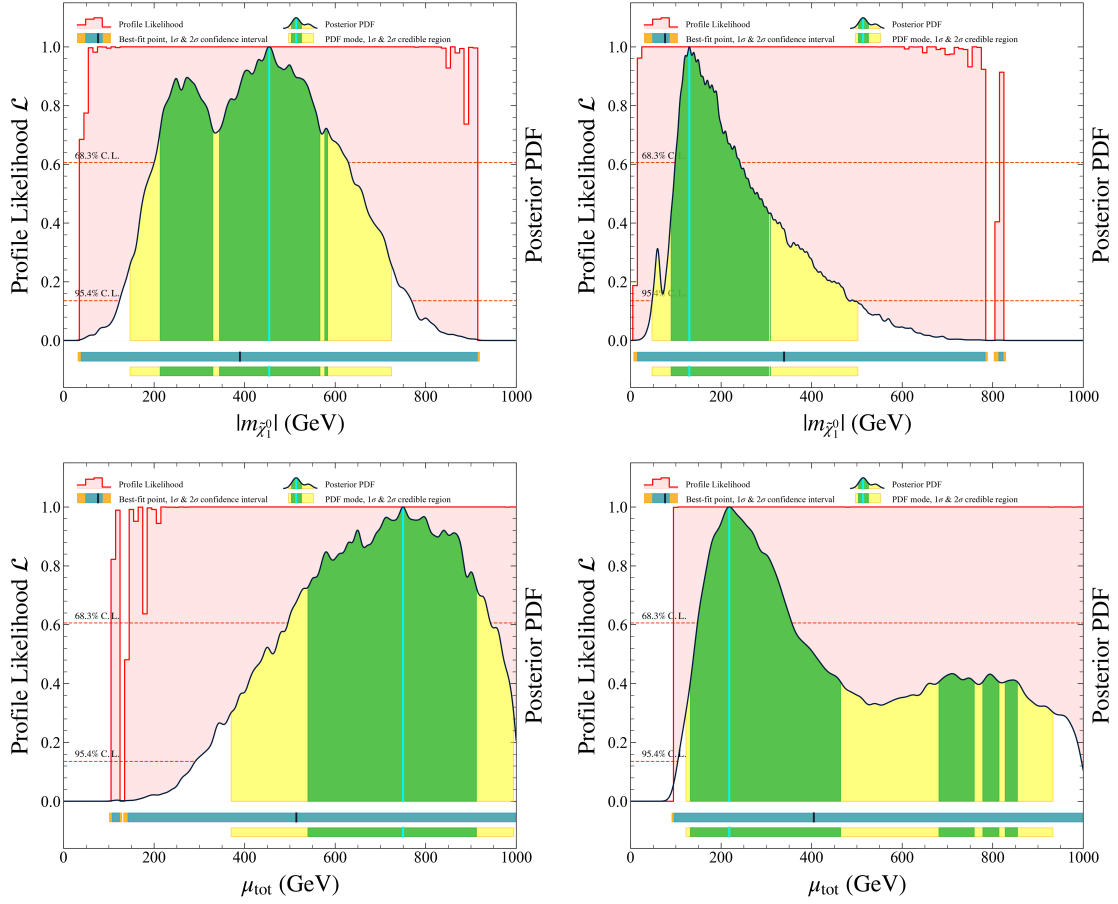 Profile Likelihood
Posterior PDF
Best-fit point, 1σ & 2σ confidence interval
PDF mode, 1σ & 2σ credible region
1.0
0.8
0.6
0.4
0.2
0.0
68.3% C.L.
95.4% C.L.
Profile Likelihood ℒ
Posterior PDF
0
200
400
600
800
1000
|m_{χ̃₁⁰}| (GeV)
Profile Likelihood
Posterior PDF
Best-fit point, 1σ & 2σ confidence interval
PDF mode, 1σ & 2σ credible region
1.0
0.8
0.6
0.4
0.2
0.0
68.3% C.L.
95.4% C.L.
Profile Likelihood ℒ
Posterior PDF
0
200
400
600
800
1000
|m_{χ̃₁⁰}| (GeV)
Profile Likelihood
Posterior PDF
Best-fit point, 1σ & 2σ confidence interval
PDF mode, 1σ & 2σ credible region
1.0
0.8
0.6
0.4
0.2
0.0
68.3% C.L.
95.4% C.L.
Profile Likelihood ℒ
Posterior PDF
0
200
400
600
800
1000
μ_tot (GeV)
Profile Likelihood
Posterior PDF
Best-fit point, 1σ & 2σ confidence interval
PDF mode, 1σ & 2σ credible region
1.0
0.8
0.6
0.4
0.2
0.0
68.3% C.L.
95.4% C.L.
Profile Likelihood ℒ
Posterior PDF
0
200
400
600
800
1000
μ_tot (GeV)